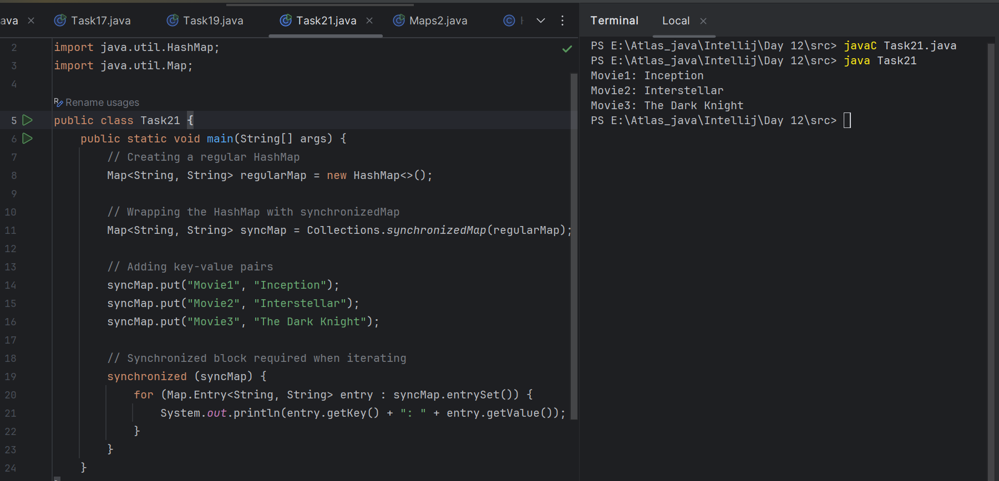 ava
Task17.java
Task19.java
Task21.java
Maps2.java
Terminal
Local
2 import java.util.HashMap;
3 import java.util.Map;
4
Rename usages
5 public class Task21 {
6 public static void main(String[] args) {
7 // Creating a regular HashMap
8 Map<String, String> regularMap = new HashMap<>();
9
10 // Wrapping the HashMap with synchronizedMap
11 Map<String, String> syncMap = Collections.synchronizedMap(regularMap);
12
13 // Adding key-value pairs
14 syncMap.put("Movie1", "Inception");
15 syncMap.put("Movie2", "Interstellar");
16 syncMap.put("Movie3", "The Dark Knight");
17
18 // Synchronized block required when iterating
19 synchronized (syncMap) {
20 for (Map.Entry<String, String> entry : syncMap.entrySet()) {
21 System.out.println(entry.getKey() + ": " + entry.getValue());
22 }
23 }
24 }
PS E:\Atlas_java\Intellij\Day 12\src> javaC Task21.java
PS E:\Atlas_java\Intellij\Day 12\src> java Task21
Movie1: Inception
Movie2: Interstellar
Movie3: The Dark Knight
PS E:\Atlas_java\Intellij\Day 12\src>